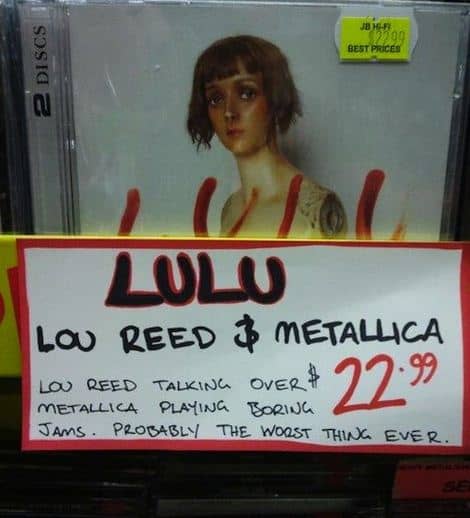 2 DISCS
JB HI-FI
$22.99
BEST PRICES
LULU
LULU
LOU REED & METALLICA
LOU REED TALKING OVER $22.99
METALLICA PLAYING BORING
JAMS. PROBABLY THE WORST THING EVER.